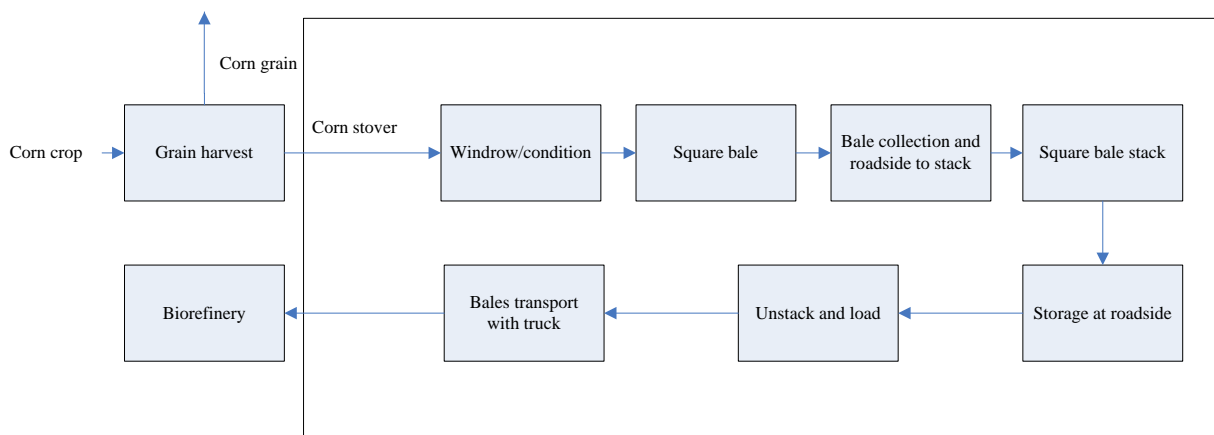 Corn grain
Corn crop
Grain harvest
Corn stover
Windrow/condition
Square bale
Bale collection and
roadside to stack
Square bale stack
Storage at roadside
Unstack and load
Bales transport
with truck
Biorefinery